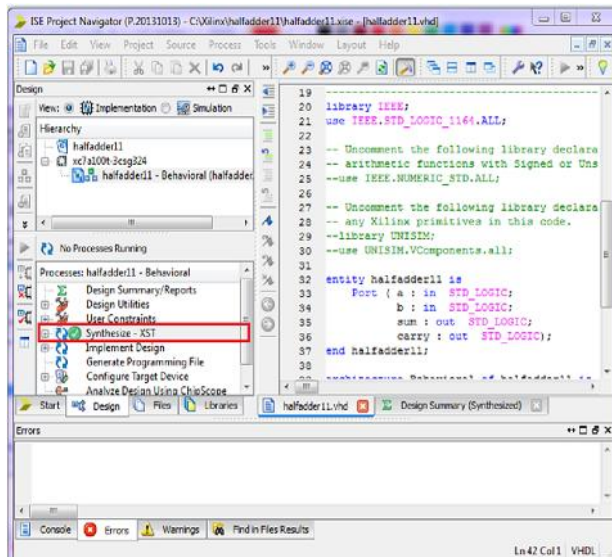 ISE Project Navigator (P.20131013) - C:\Xilinx\halfadder11\halfadder11.xise - [halfadder11.vhd]
File Edit View Project Source Process Tools Window Layout Help
Design
View: Implementation Simulation
Hierarchy
halfadder11
xc7a100t-3csg324
halfadder11 - Behavioral (halfadder
No Processes Running
Processes: halfadder11 - Behavioral
Design Summary/Reports
Design Utilities
User Constraints
Synthesize - XST
Implement Design
Generate Programming File
Configure Target Device
Analyze Design Using ChipScope
Start Design Files Libraries
19 ----------------------------------------
20 library IEEE;
21 use IEEE.STD_LOGIC_1164.ALL;
22
23 -- Uncomment the following library declara
24 -- arithmetic functions with Signed or Uns
25 --use IEEE.NUMERIC_STD.ALL;
26
27 -- Uncomment the following library declara
28 -- any Xilinx primitives in this code.
29 --library UNISIM;
30 --use UNISIM.VComponents.all;
31
32 entity halfadder11 is
33 Port ( a : in STD_LOGIC;
34 b : in STD_LOGIC;
35 sum : out STD_LOGIC;
36 carry : out STD_LOGIC);
37 end halfadder11;
38
39 architecture Behavioral of halfadder11 is
halfadder11.vhd Design Summary (Synthesized)
Errors
Console Errors Warnings Find in Files Results
Ln 42 Col 1 VHDL